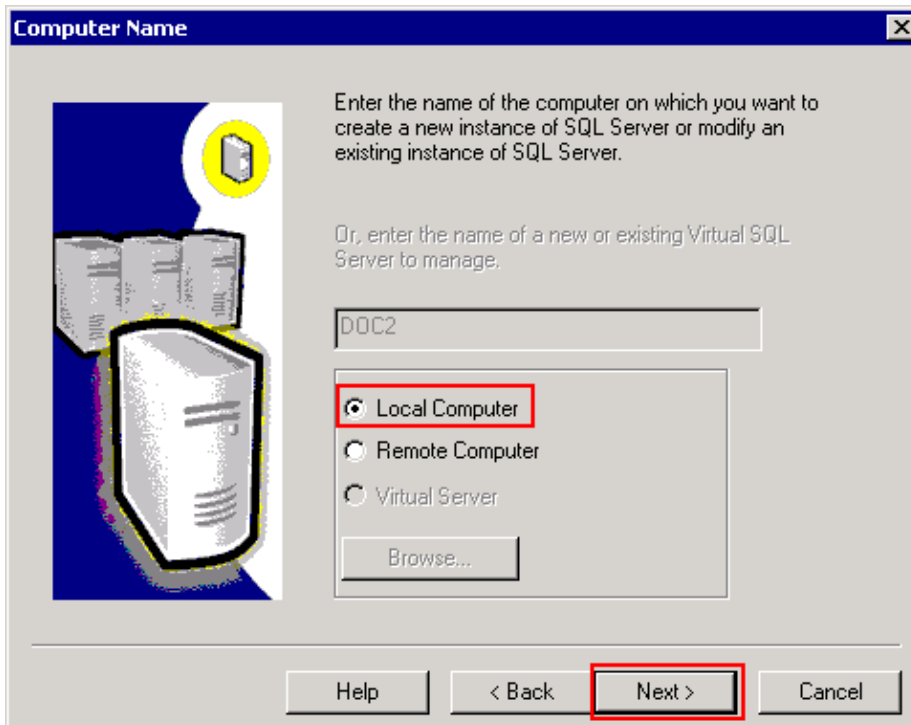 Computer Name
Enter the name of the computer on which you want to
create a new instance of SQL Server or modify an
existing instance of SQL Server.
Or, enter the name of a new or existing Virtual SQL
Server to manage.
DOC2
Local Computer
Remote Computer
Virtual Server
Browse...
Help
< Back
Next >
Cancel